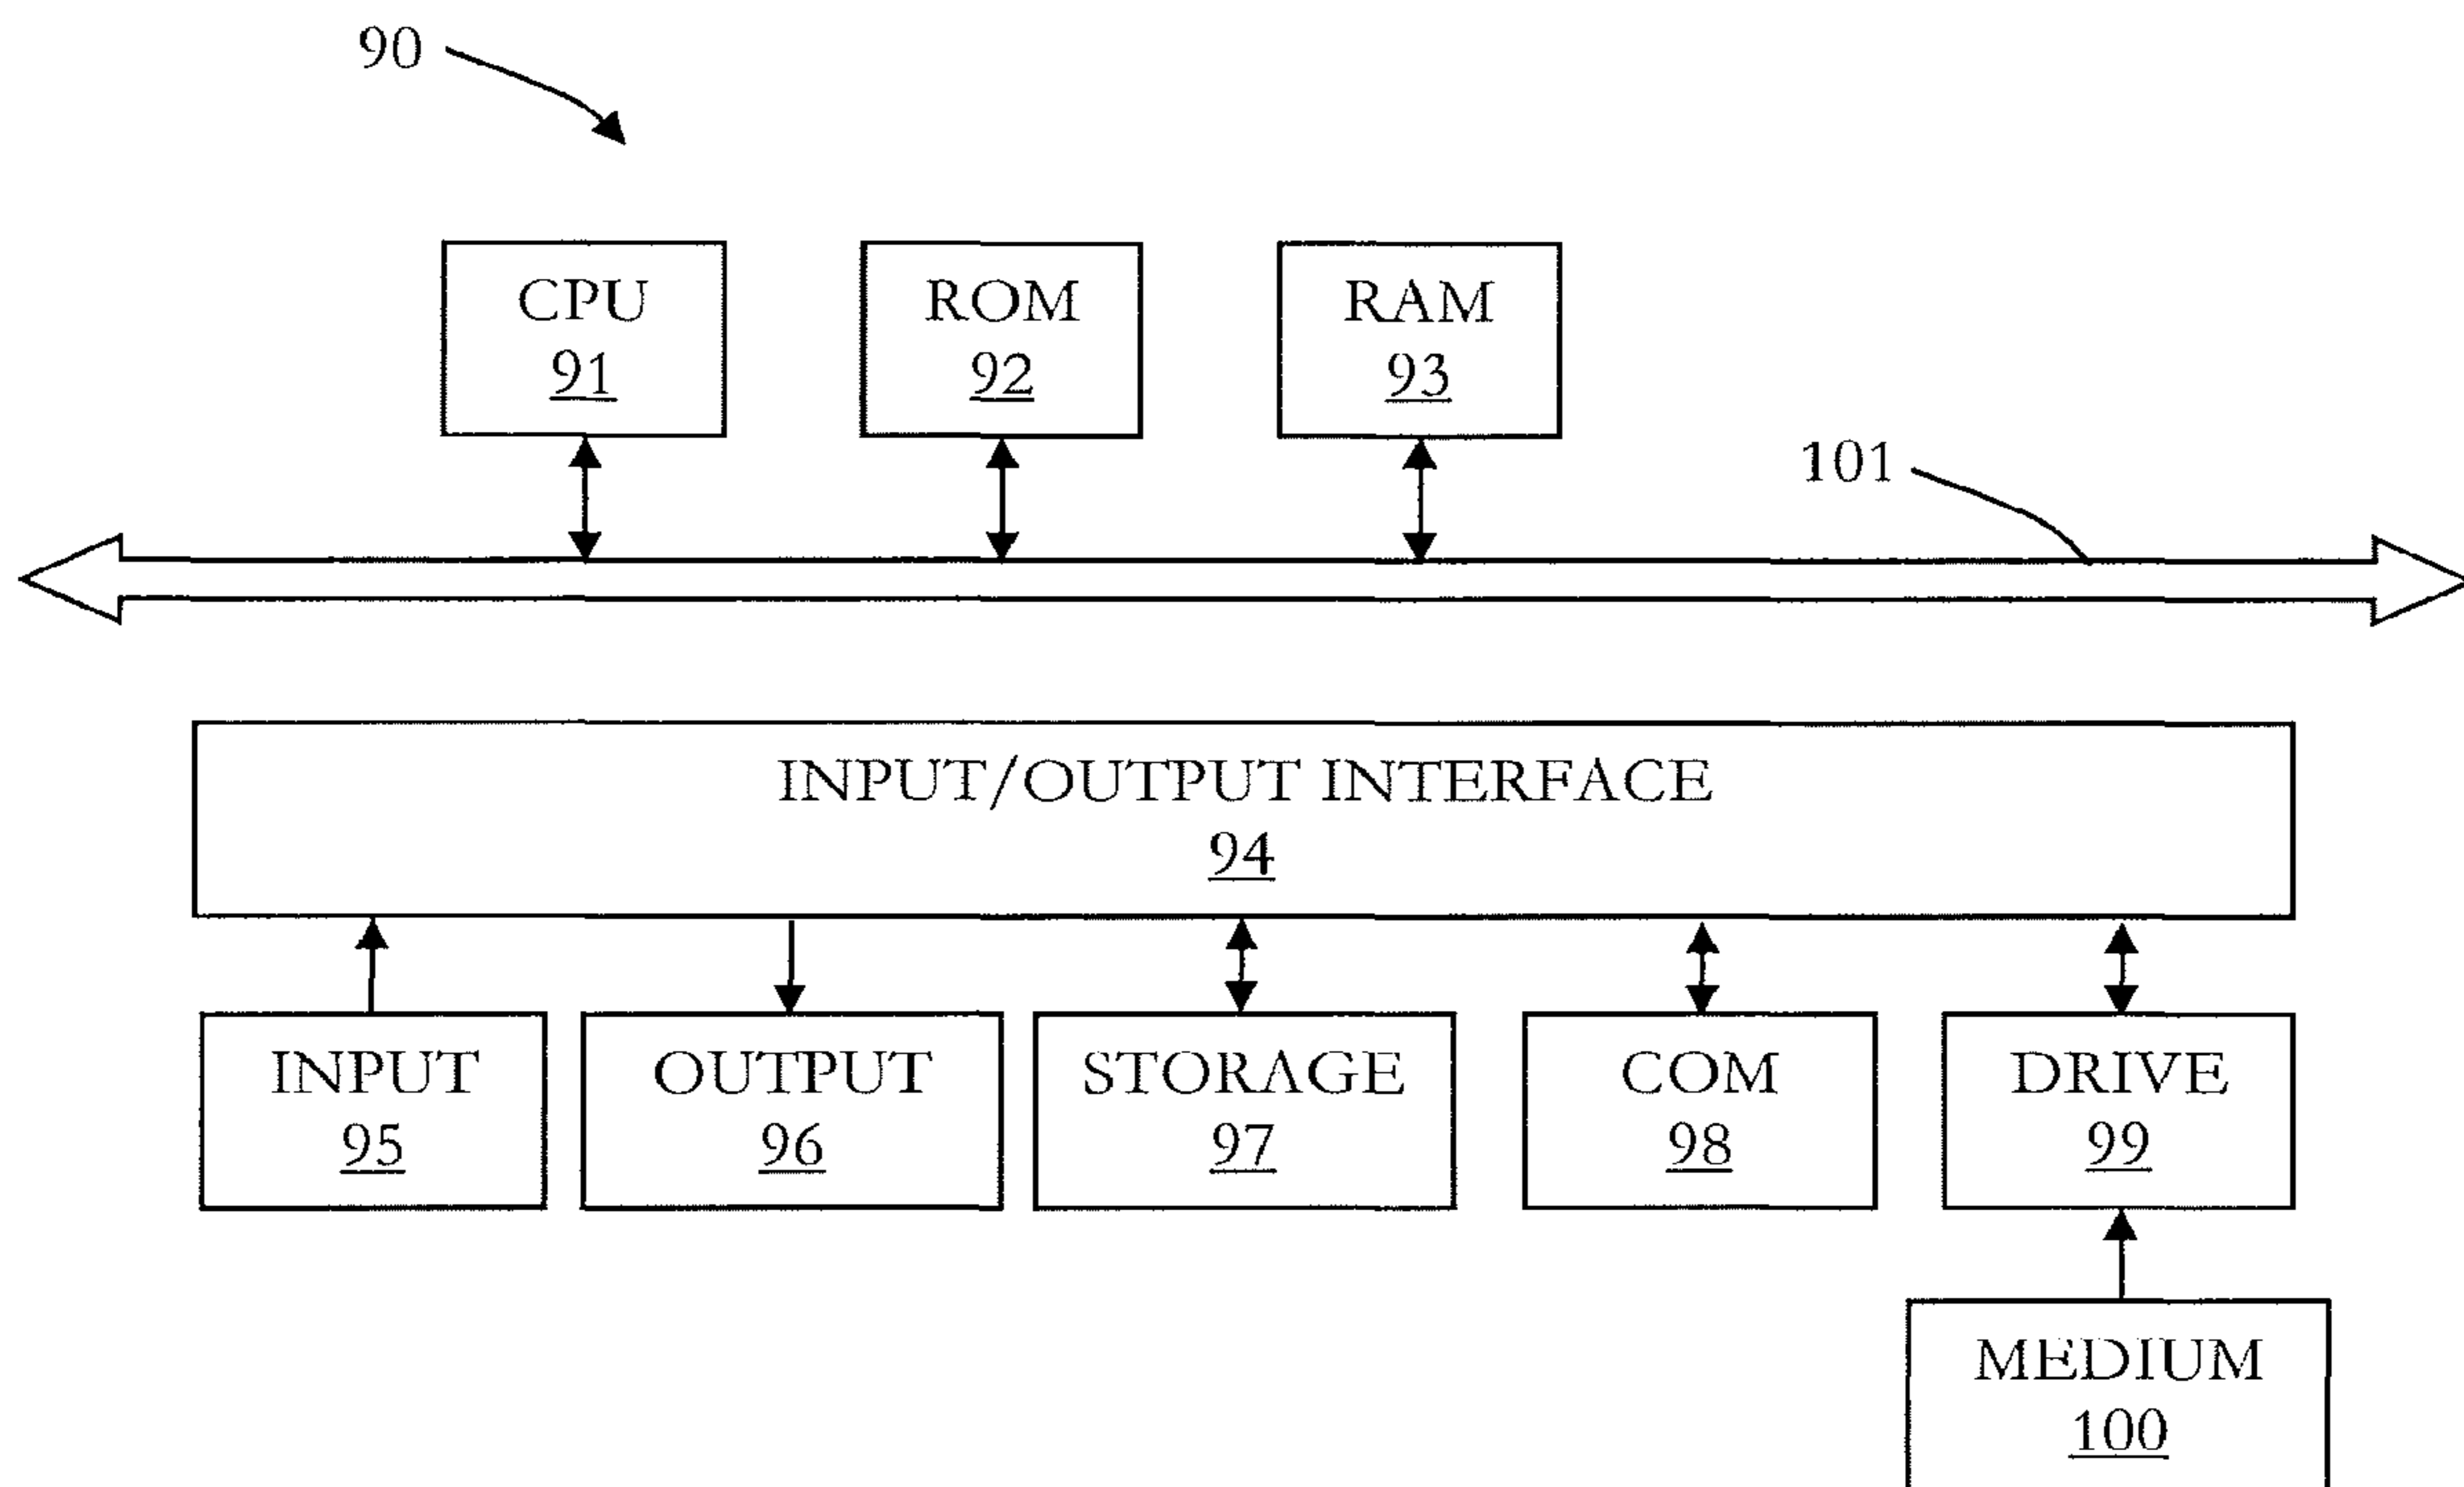 90
CPU
91
ROM
92
RAM
93
101
INPUT/OUTPUT INTERFACE
94
INPUT
95
OUTPUT
96
STORAGE
97
COM
98
DRIVE
99
MEDIUM
100